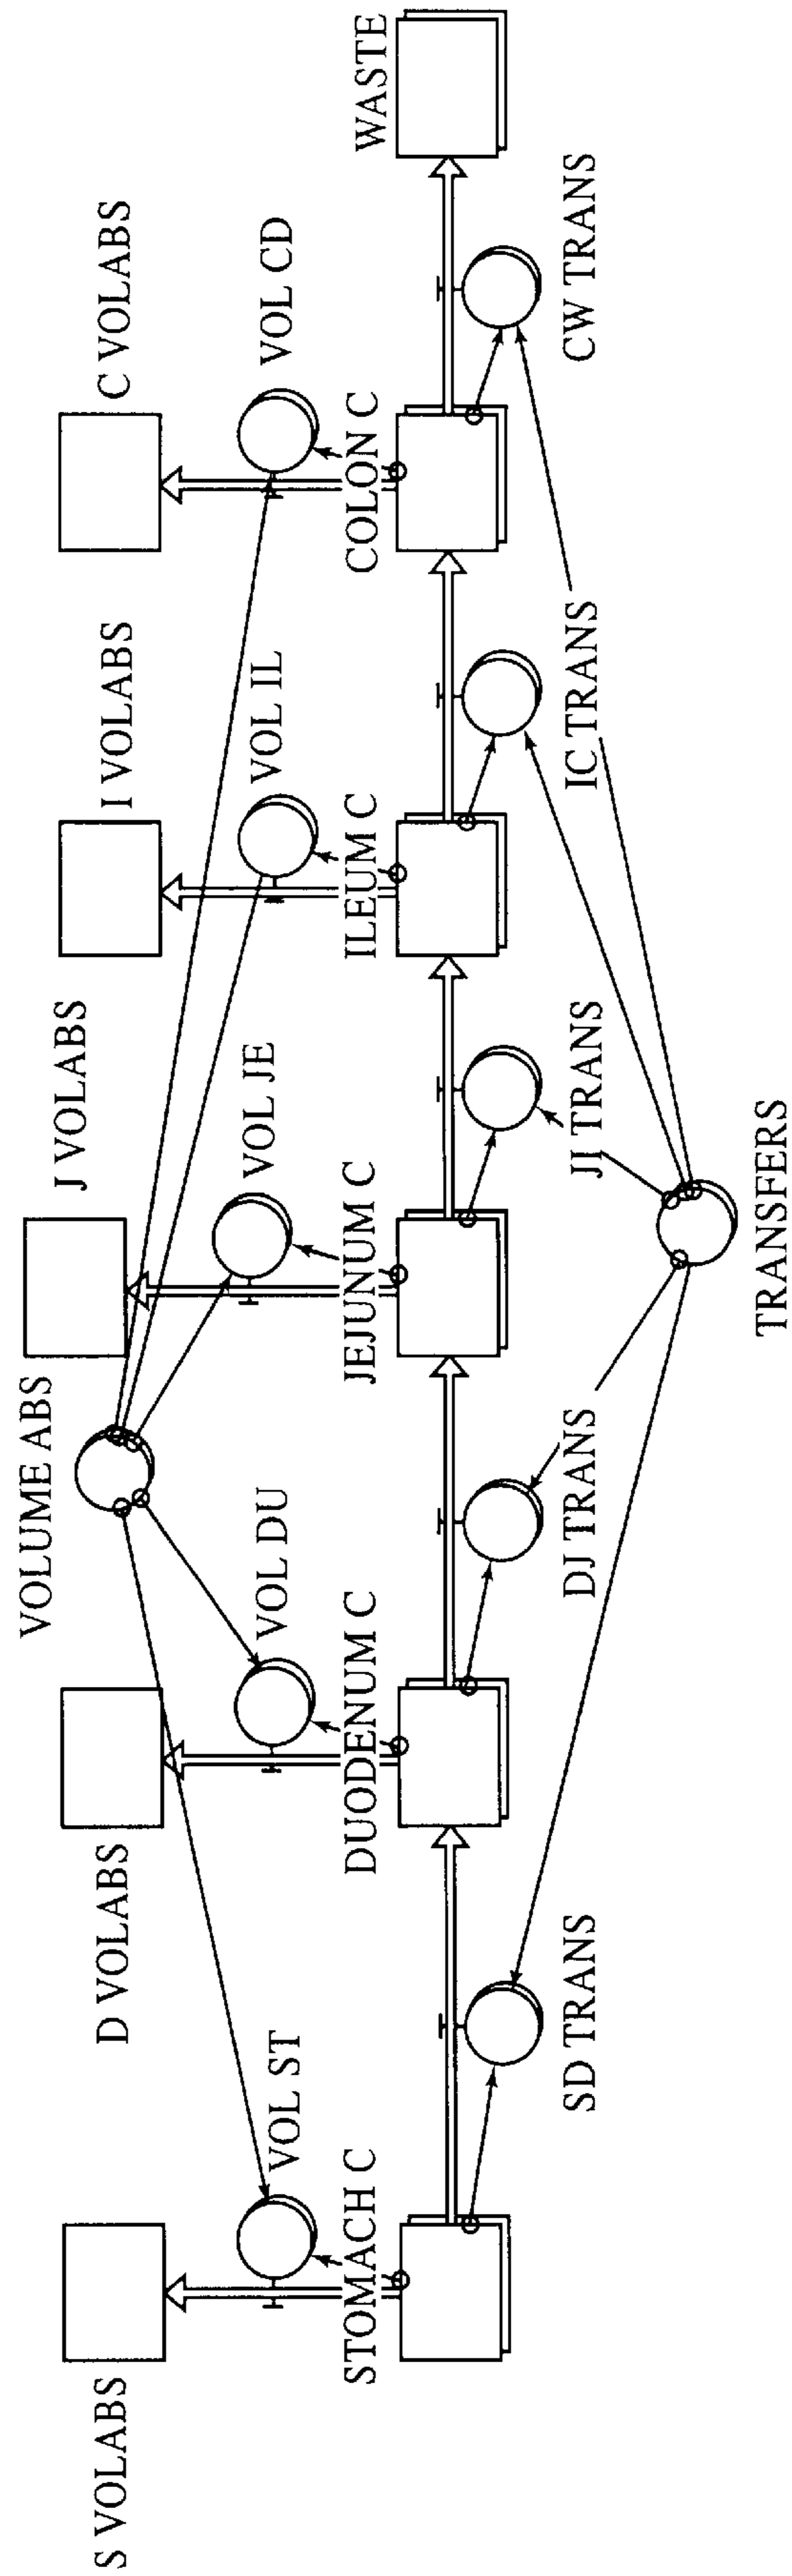 S VOLABS
D VOLABS
VOLUME ABS
J VOLABS
I VOLABS
C VOLABS
VOL ST
VOL DU
VOL JE
VOL IL
VOL CD
STOMACH C
DUODENUM C
JEJUNUM C
ILEUM C
COLON C
WASTE
SD TRANS
DJ TRANS
JI TRANS
IC TRANS
CW TRANS
TRANSFERS